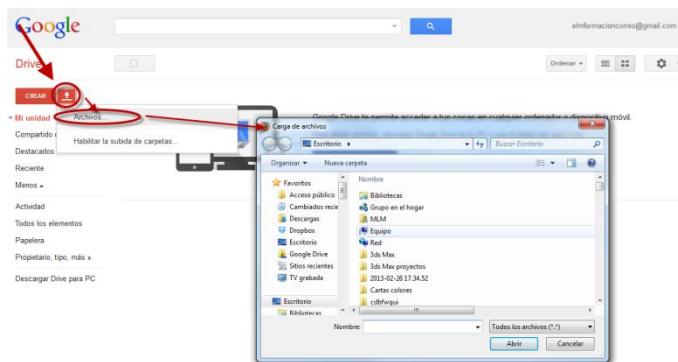 Google
elmformacioncorreo@gmail.com
Drive
Ordenar
CREAR
Mi unidad
Archivos...
Habilitar la subida de carpetas...
Compartido
Destacados
Reciente
Menos
Actividad
Todos los elementos
Papelera
Propietario, tipo, más »
Descargar Drive para PC
Google Drive te permite acceder a tus cosas en cualquier ordenador o dispositivo móvil.
Carga de archivos
Escritorio
Buscar Escritorio
Organizar
Nueva carpeta
Favoritos
Acceso público
Cambiados recie
Descargas
Dropbox
Escritorio
Google Drive
Sitios recientes
TV grabada
Escritorio
Bibliotecas
Nombre
Bibliotecas
Grupo en el hogar
MLM
Equipo
Red
3ds Max
3ds Max proyectos
2013-02-26 17.34.52
Cartas colores
cdbfwqui
Nombre:
Todos los archivos (*.*)
Abrir
Cancelar